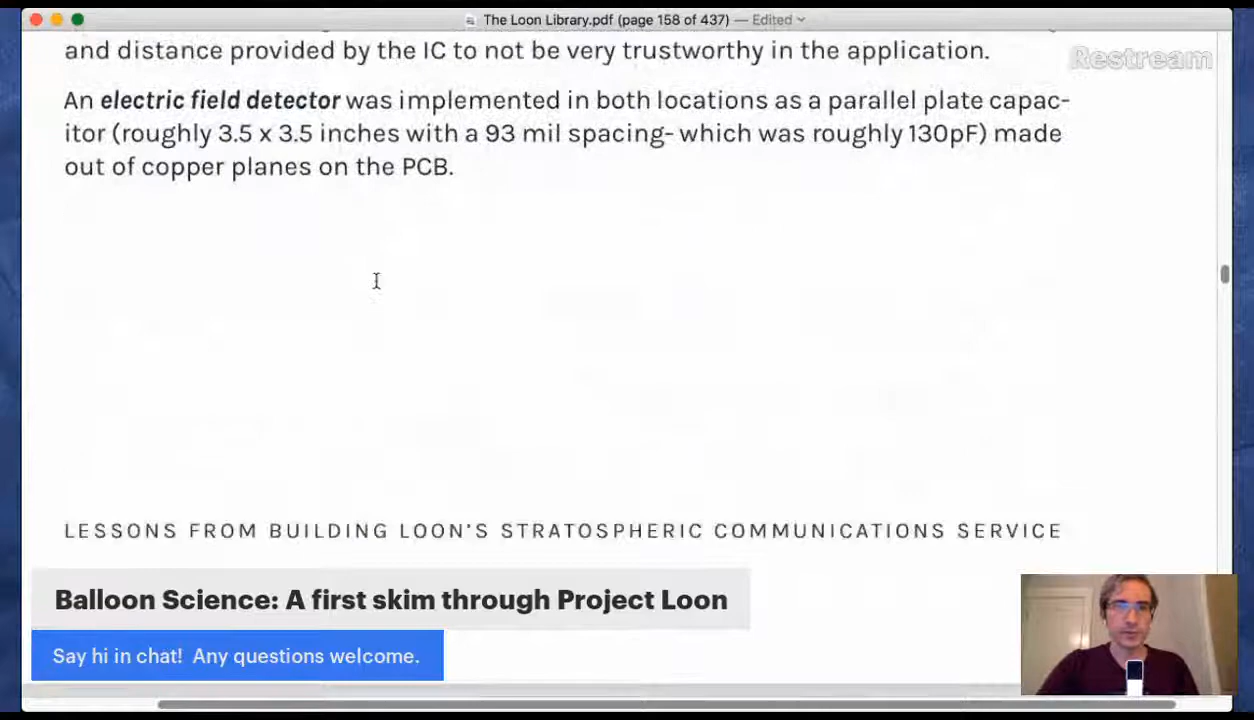 The Loon Library.pdf (page 158 of 437) — Edited
Restream
and distance provided by the IC to not be very trustworthy in the application.
An electric field detector was implemented in both locations as a parallel plate capac-
itor (roughly 3.5 x 3.5 inches with a 93 mil spacing- which was roughly 130pF) made
out of copper planes on the PCB.
LESSONS FROM BUILDING LOON'S STRATOSPHERIC COMMUNICATIONS SERVICE
Balloon Science: A first skim through Project Loon
Say hi in chat! Any questions welcome.